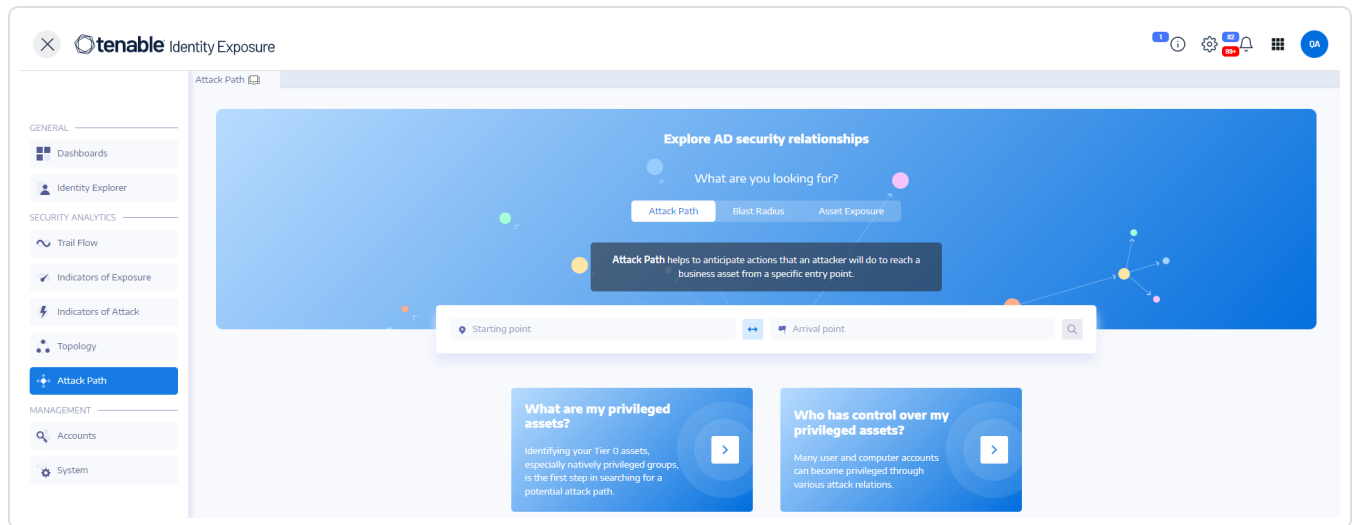 tenable Identity Exposure
1
82
99+
OA
Attack Path
GENERAL
Dashboards
Identity Explorer
SECURITY ANALYTICS
Trail Flow
Indicators of Exposure
Indicators of Attack
Topology
Attack Path
MANAGEMENT
Accounts
System
Explore AD security relationships
What are you looking for?
Attack Path
Blast Radius
Asset Exposure
Attack Path helps to anticipate actions that an attacker will do to reach a
business asset from a specific entry point.
Starting point
Arrival point
What are my privileged
assets?
Identifying your Tier 0 assets,
especially natively privileged groups,
is the first step in searching for a
potential attack path.
Who has control over my
privileged assets?
Many user and computer accounts
can become privileged through
various attack relations.